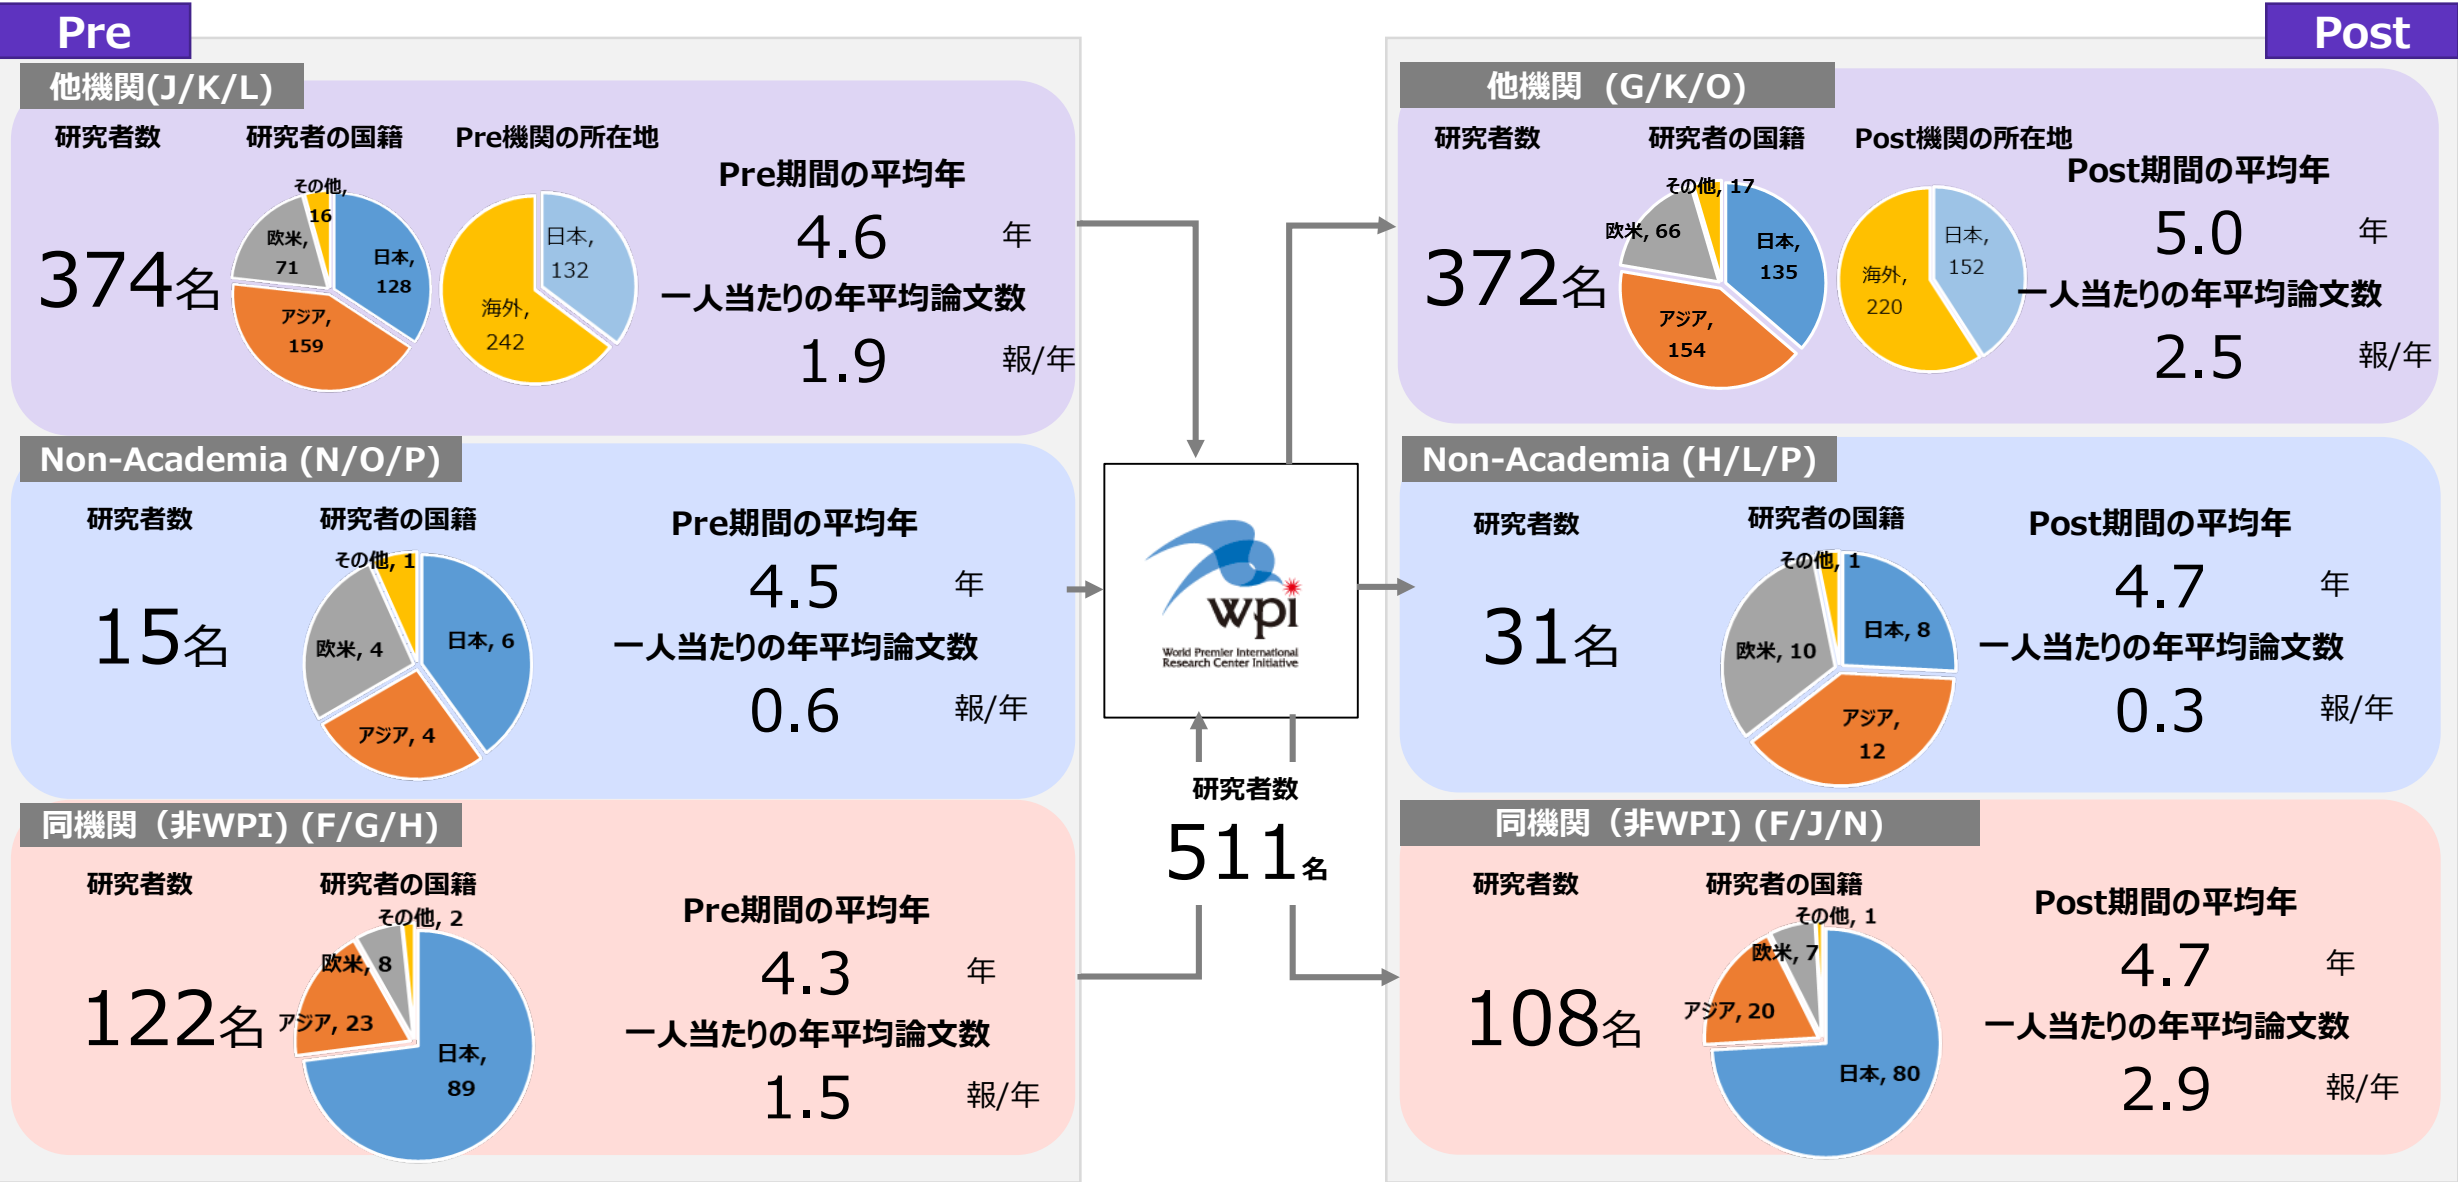 Pre
他機関(J/K/L)
研究者数
研究者の国籍
Pre機関の所在地
374名
その他,
16
欧米,
71
日本,
128
アジア,
159
日本,
132
海外,
242
Pre期間の平均年
4.6 年
一人当たりの年平均論文数
1.9 報/年
Non-Academia (N/O/P)
研究者数
研究者の国籍
15名
その他, 1
欧米, 4
日本, 6
アジア, 4
Pre期間の平均年
4.5 年
一人当たりの年平均論文数
0.6 報/年
同機関（非WPI) (F/G/H)
研究者数
研究者の国籍
122名
その他, 2
欧米, 8
アジア, 23
日本,
89
Pre期間の平均年
4.3 年
一人当たりの年平均論文数
1.5 報/年
wpi
World Premier International
Research Center Initiative
研究者数
511名
Post
他機関 (G/K/O)
研究者数
研究者の国籍
Post機関の所在地
372名
その他, 17
欧米, 66
日本,
135
アジア,
154
日本,
152
海外,
220
Post期間の平均年
5.0 年
一人当たりの年平均論文数
2.5 報/年
Non-Academia (H/L/P)
研究者数
研究者の国籍
31名
その他, 1
欧米, 10
日本, 8
アジア,
12
Post期間の平均年
4.7 年
一人当たりの年平均論文数
0.3 報/年
同機関（非WPI) (F/J/N)
研究者数
研究者の国籍
108名
その他, 1
欧米, 7
アジア, 20
日本, 80
Post期間の平均年
4.7 年
一人当たりの年平均論文数
2.9 報/年